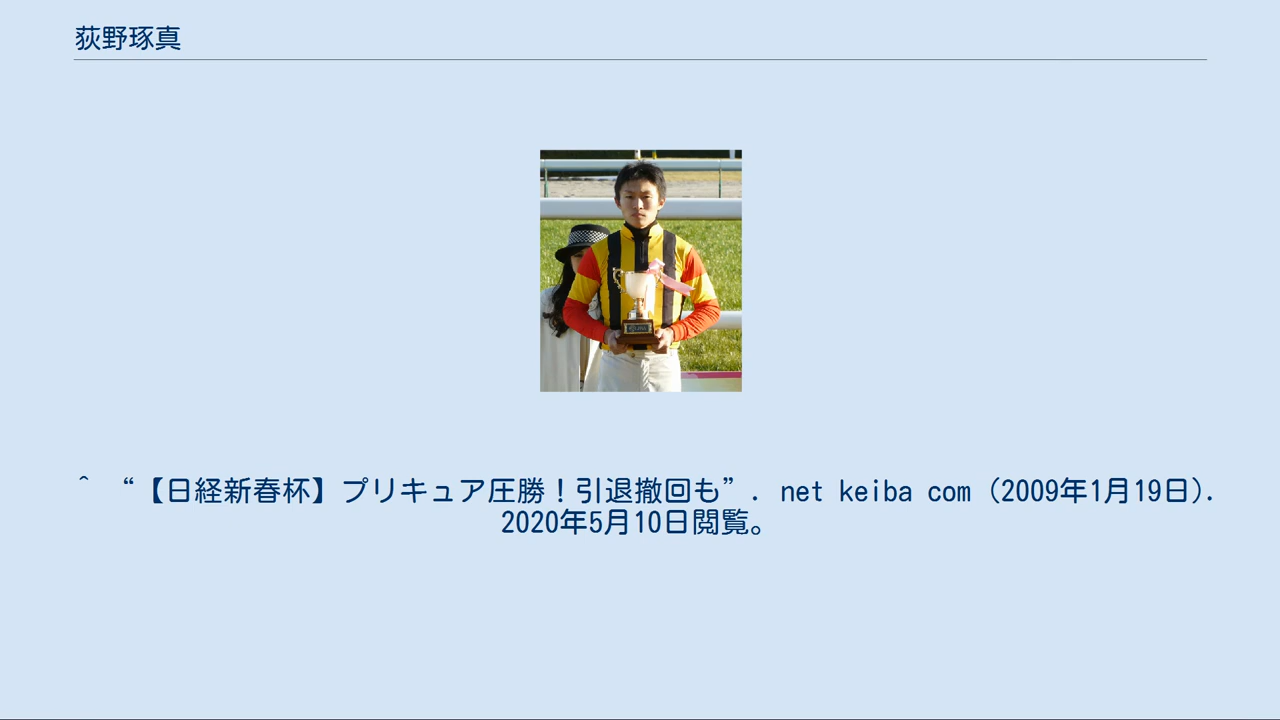 荻野琢真
^ “【日経新春杯】プリキュア圧勝！引退撤回も”. net keiba com (2009年1月19日).
2020年5月10日閲覧。